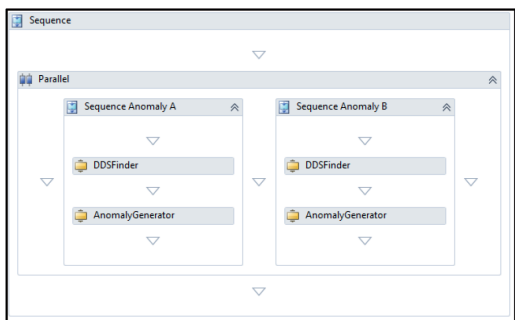 Sequence
Parallel
Sequence Anomaly A
Sequence Anomaly B
DDSFinder
DDSFinder
AnomalyGenerator
AnomalyGenerator